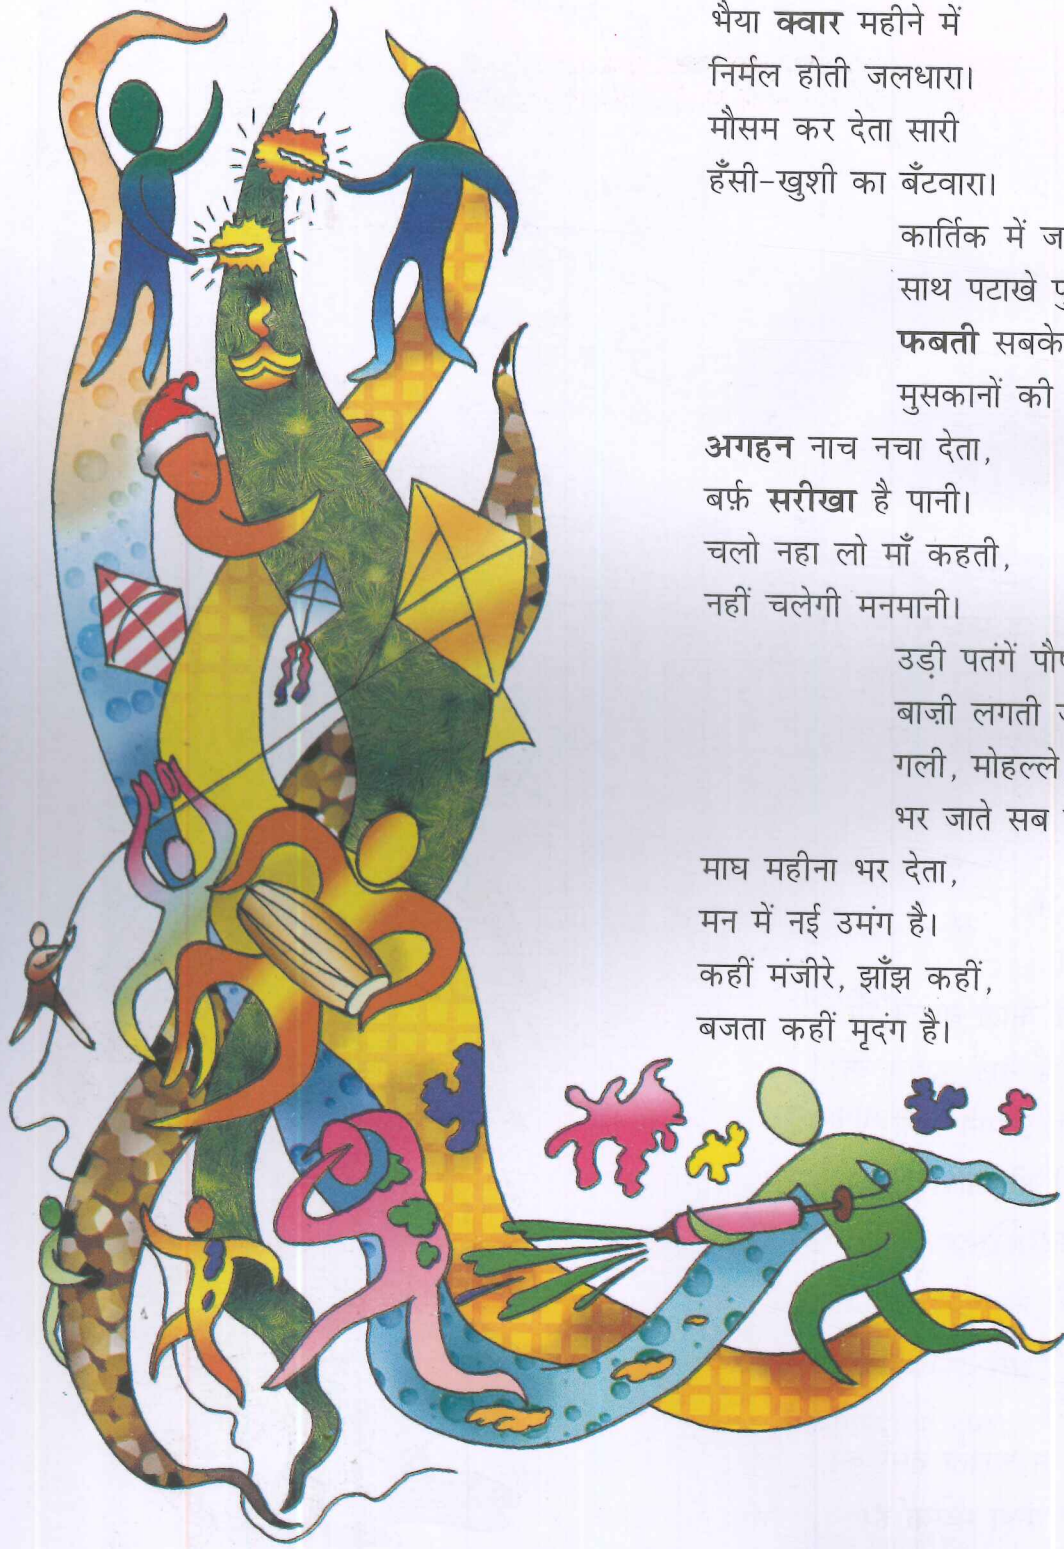 भैया क्वार महीने में
निर्मल होती जलधारा।
मौसम कर देता सारी
हँसी-खुशी का बँटवारा।
कार्तिक में
साथ पटाखे
फबती सबके
मुसकानों की
अगहन नाच नचा देता,
बर्फ़ सरीखा है पानी।
चलो नहा लो माँ कहती,
नहीं चलेगी मनमानी।
उड़ी पतंगें
बाज़ी लगती
गली, मोहल्ले
भर जाते सब
माघ महीना भर देता,
मन में नई उमंग है।
कहीं मंजीरे, झाँझ कहीं,
बजता कहीं मृदंग है।